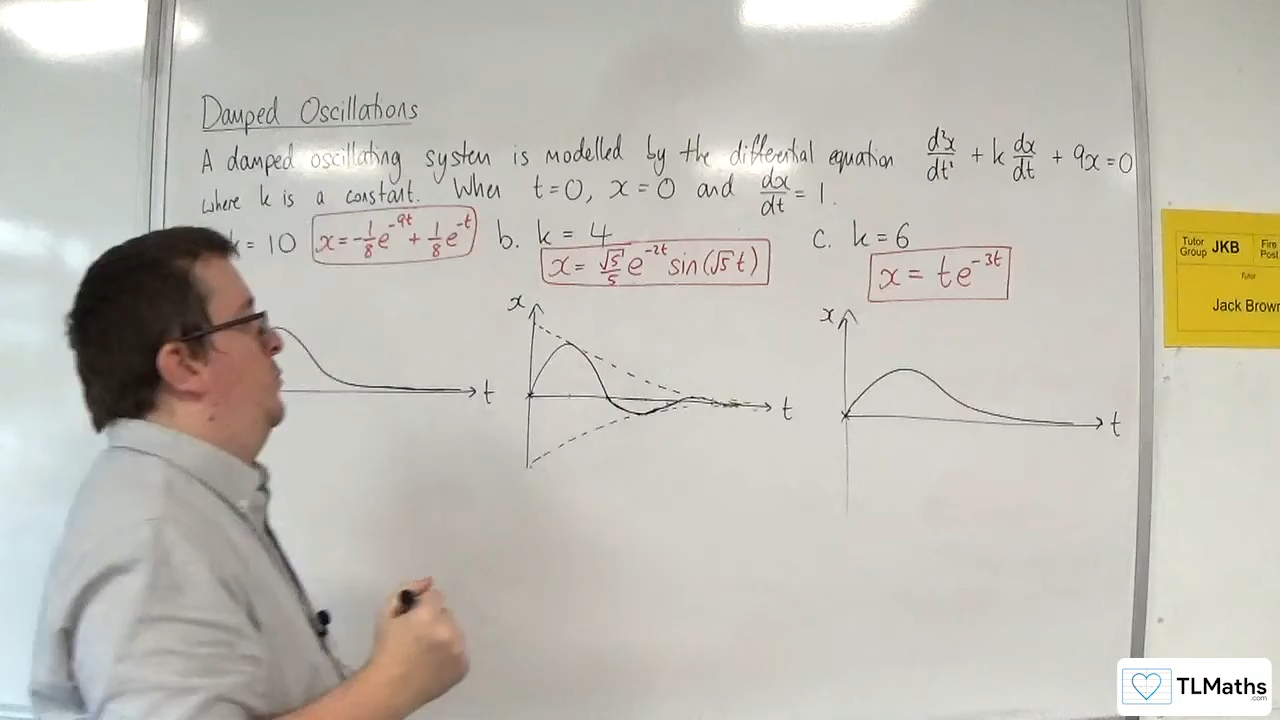 Damped Oscillations
A damped oscillating system is modelled by the differential equation d²x/dt² + k dx/dt + 9x = 0
where k is a constant. When t = 0, x = 0 and dx/dt = 1.
k = 10 x = -1/8 e^-9t + 1/8 e^-t b. k = 4 c. k = 6
x = √5/5 e^-2t sin(√5 t) x = te^-3t
x x
t t t
Tutor Group JKB Fire
Post
Tutor
Jack Brown
TLMaths
.com